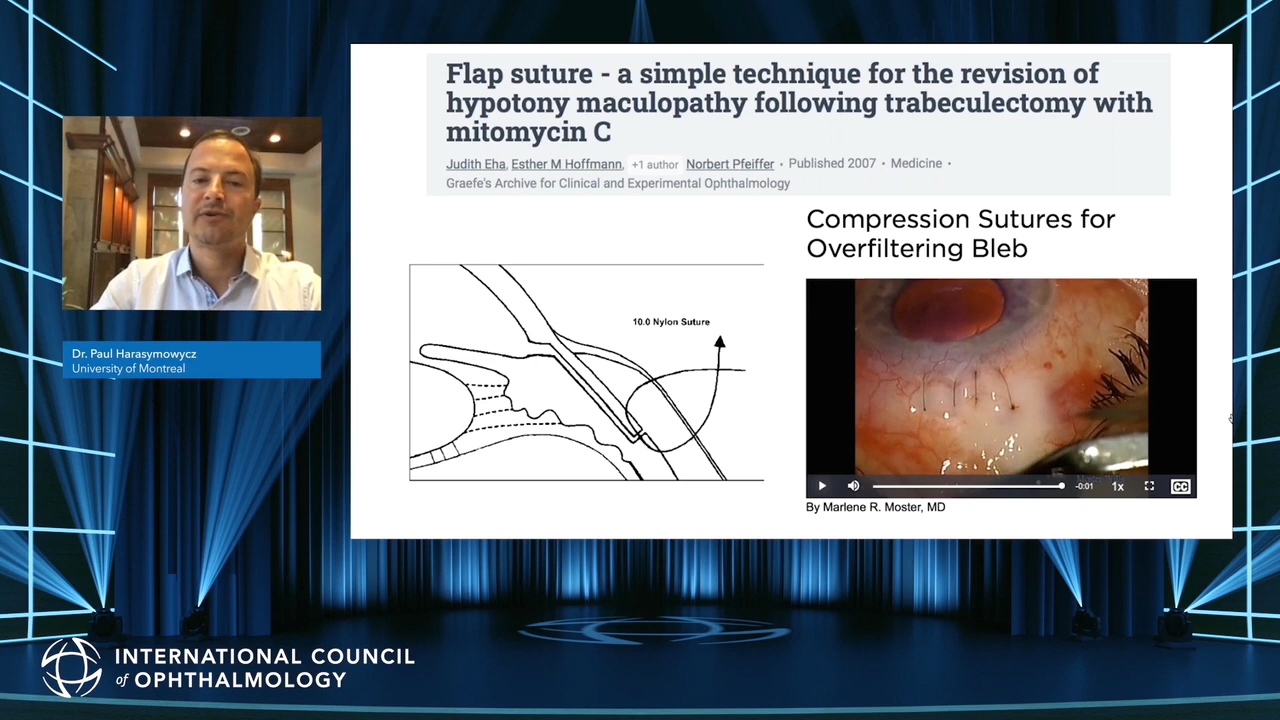 Flap suture - a simple technique for the revision of
hypotony maculopathy following trabeculectomy with
mitomycin C
Judith Eha, Esther M Hoffmann, +1 author Norbert Pfeiffer · Published 2007 · Medicine ·
Graefe's Archive for Clinical and Experimental Ophthalmology
Compression Sutures for
Overfiltering Bleb
10.0 Nylon Suture
-0:01 1x CC
By Marlene R. Moster, MD
Dr. Paul Harasymowycz
University of Montreal
INTERNATIONAL COUNCIL
of OPHTHALMOLOGY